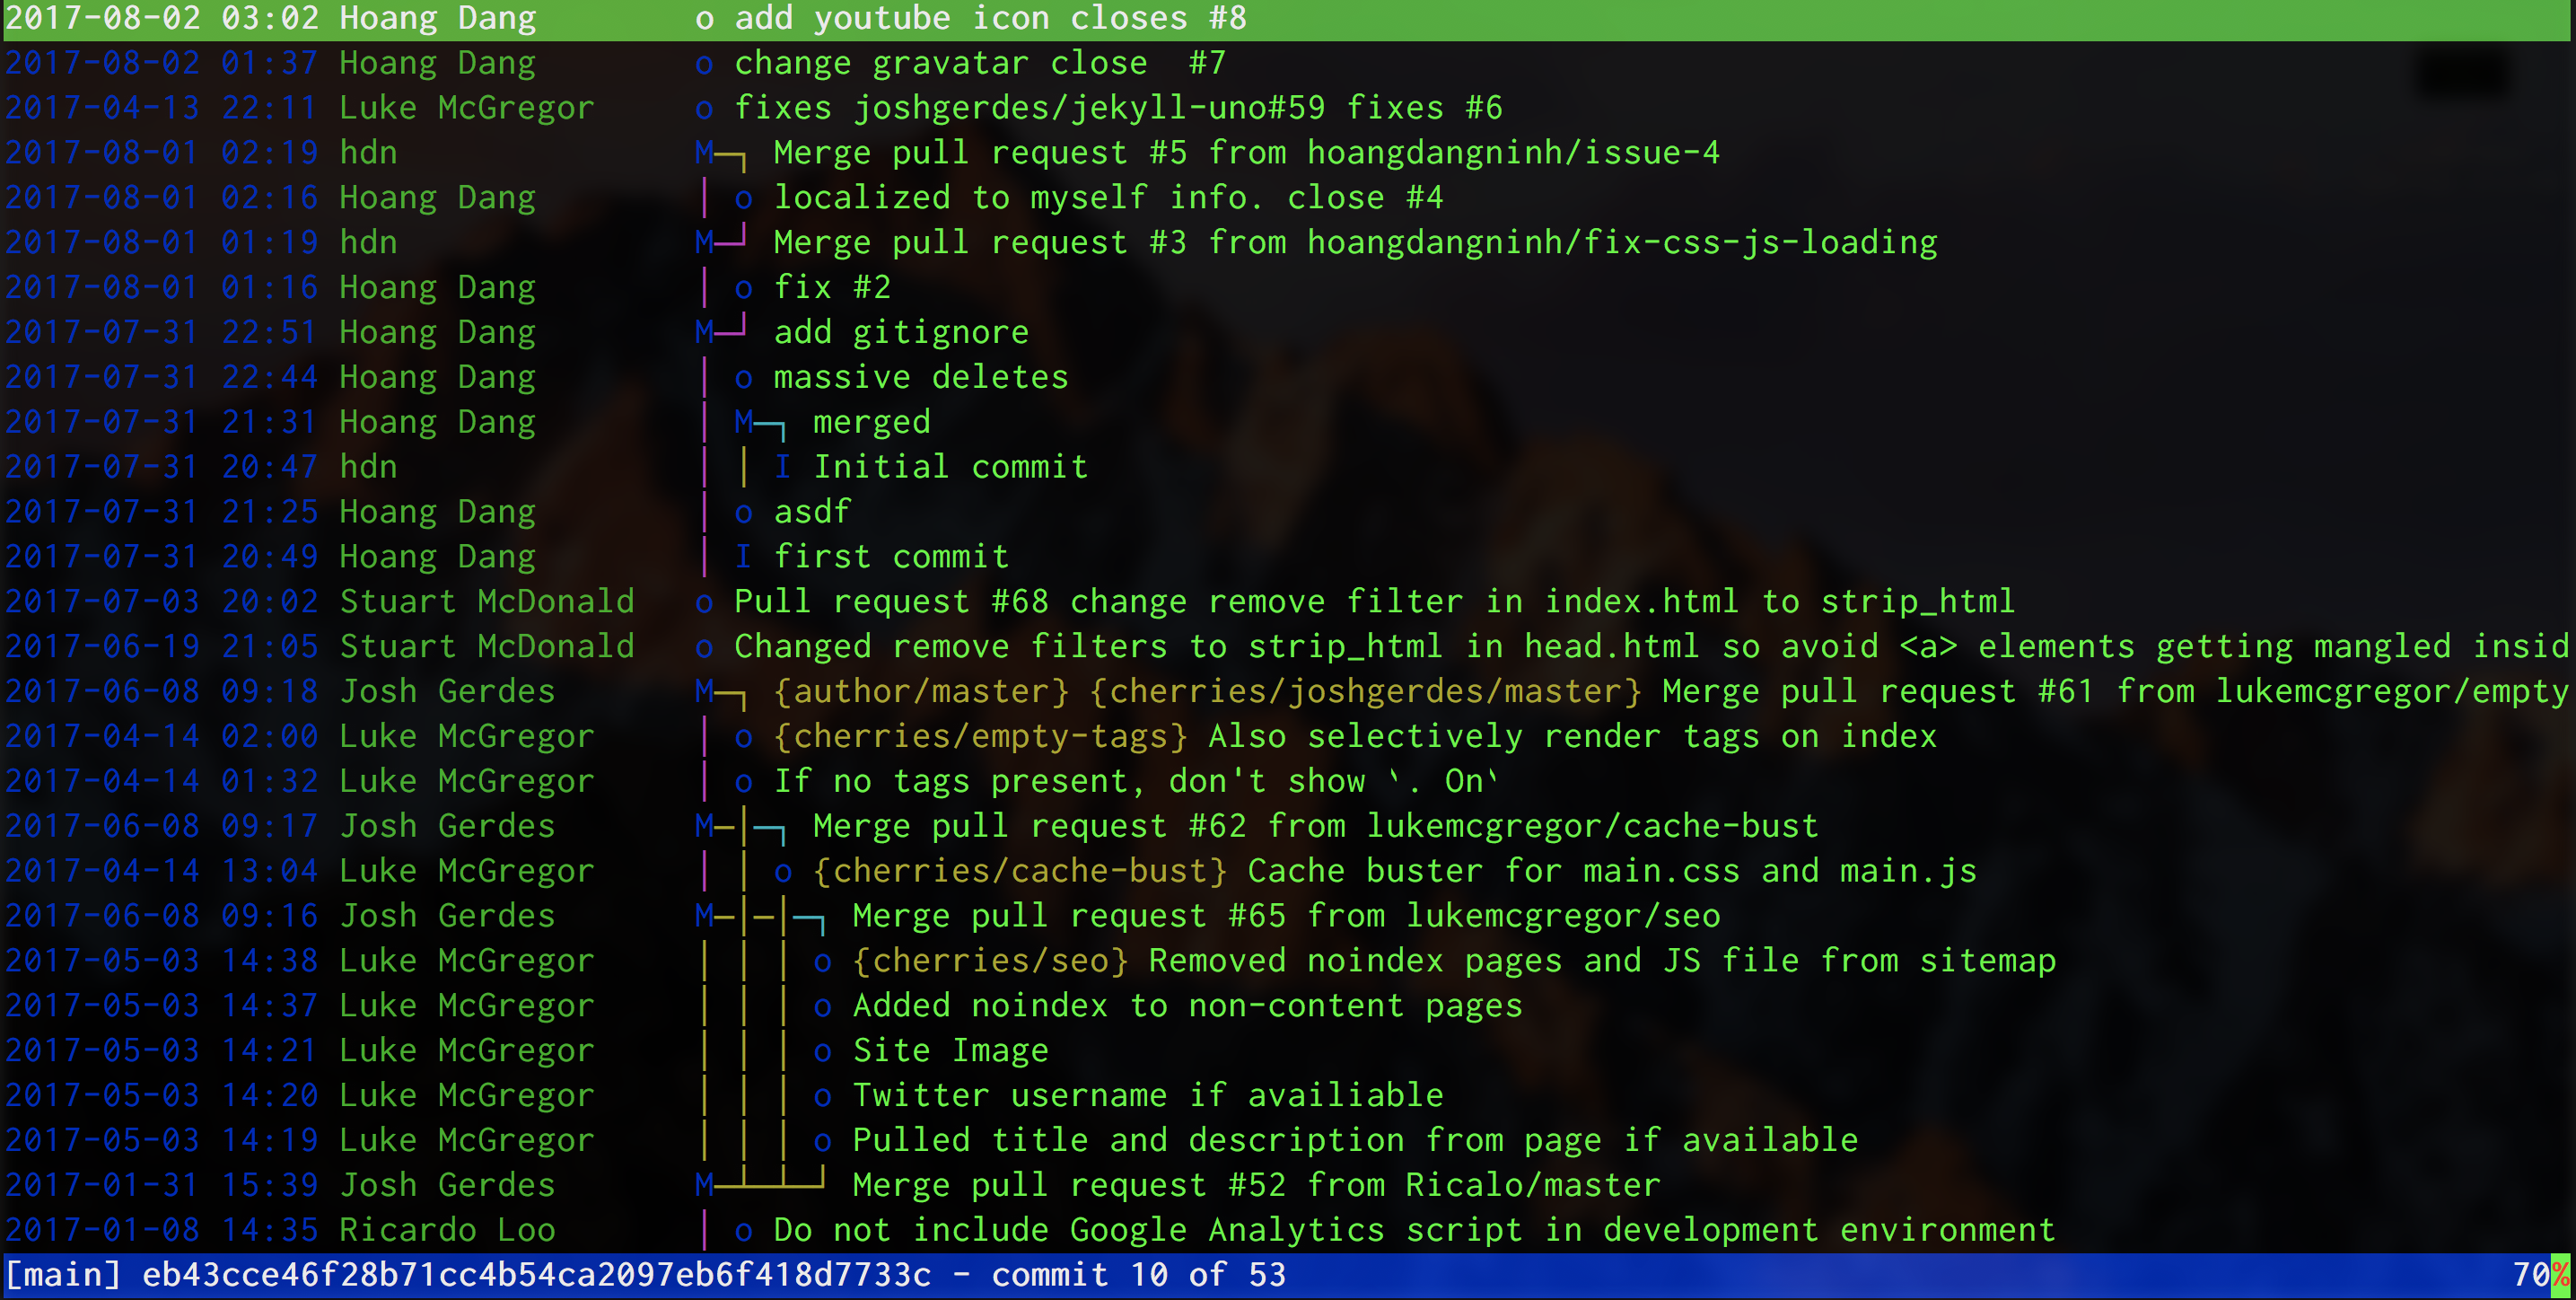 2017-08-02 03:02 Hoang Dang o add youtube icon closes #8
2017-08-02 01:37 Hoang Dang o change gravatar close  #7
2017-04-13 22:11 Luke McGregor o fixes joshgerdes/jekyll-uno#59 fixes #6
2017-08-01 02:19 hdn M─┐ Merge pull request #5 from hoangdangninh/issue-4
2017-08-01 02:16 Hoang Dang │ o localized to myself info. close #4
2017-08-01 01:19 hdn M─┘ Merge pull request #3 from hoangdangninh/fix-css-js-loading
2017-08-01 01:16 Hoang Dang │ o fix #2
2017-07-31 22:51 Hoang Dang M─┘ add gitignore
2017-07-31 22:44 Hoang Dang │ o massive deletes
2017-07-31 21:31 Hoang Dang │ M─┐ merged
2017-07-31 20:47 hdn │ │ I Initial commit
2017-07-31 21:25 Hoang Dang │ o asdf
2017-07-31 20:49 Hoang Dang │ I first commit
2017-07-03 20:02 Stuart McDonald o Pull request #68 change remove filter in index.html to strip_html
2017-06-19 21:05 Stuart McDonald o Changed remove filters to strip_html in head.html so avoid <a> elements getting mangled insid
2017-06-08 09:18 Josh Gerdes M─┐ {author/master} {cherries/joshgerdes/master} Merge pull request #61 from lukemcgregor/empty
2017-04-14 02:00 Luke McGregor │ o {cherries/empty-tags} Also selectively render tags on index
2017-04-14 01:32 Luke McGregor │ o If no tags present, don't show `. On`
2017-06-08 09:17 Josh Gerdes M─│─┐ Merge pull request #62 from lukemcgregor/cache-bust
2017-04-14 13:04 Luke McGregor │ │ o {cherries/cache-bust} Cache buster for main.css and main.js
2017-06-08 09:16 Josh Gerdes M─│─│─┐ Merge pull request #65 from lukemcgregor/seo
2017-05-03 14:38 Luke McGregor │ │ │ o {cherries/seo} Removed noindex pages and JS file from sitemap
2017-05-03 14:37 Luke McGregor │ │ │ o Added noindex to non-content pages
2017-05-03 14:21 Luke McGregor │ │ │ o Site Image
2017-05-03 14:20 Luke McGregor │ │ │ o Twitter username if availiable
2017-05-03 14:19 Luke McGregor │ │ │ o Pulled title and description from page if available
2017-01-31 15:39 Josh Gerdes M─┴─┴─┘ Merge pull request #52 from Ricalo/master
2017-01-08 14:35 Ricardo Loo │ o Do not include Google Analytics script in development environment
[main] eb43cce46f28b71cc4b54ca2097eb6f418d7733c - commit 10 of 53 70%